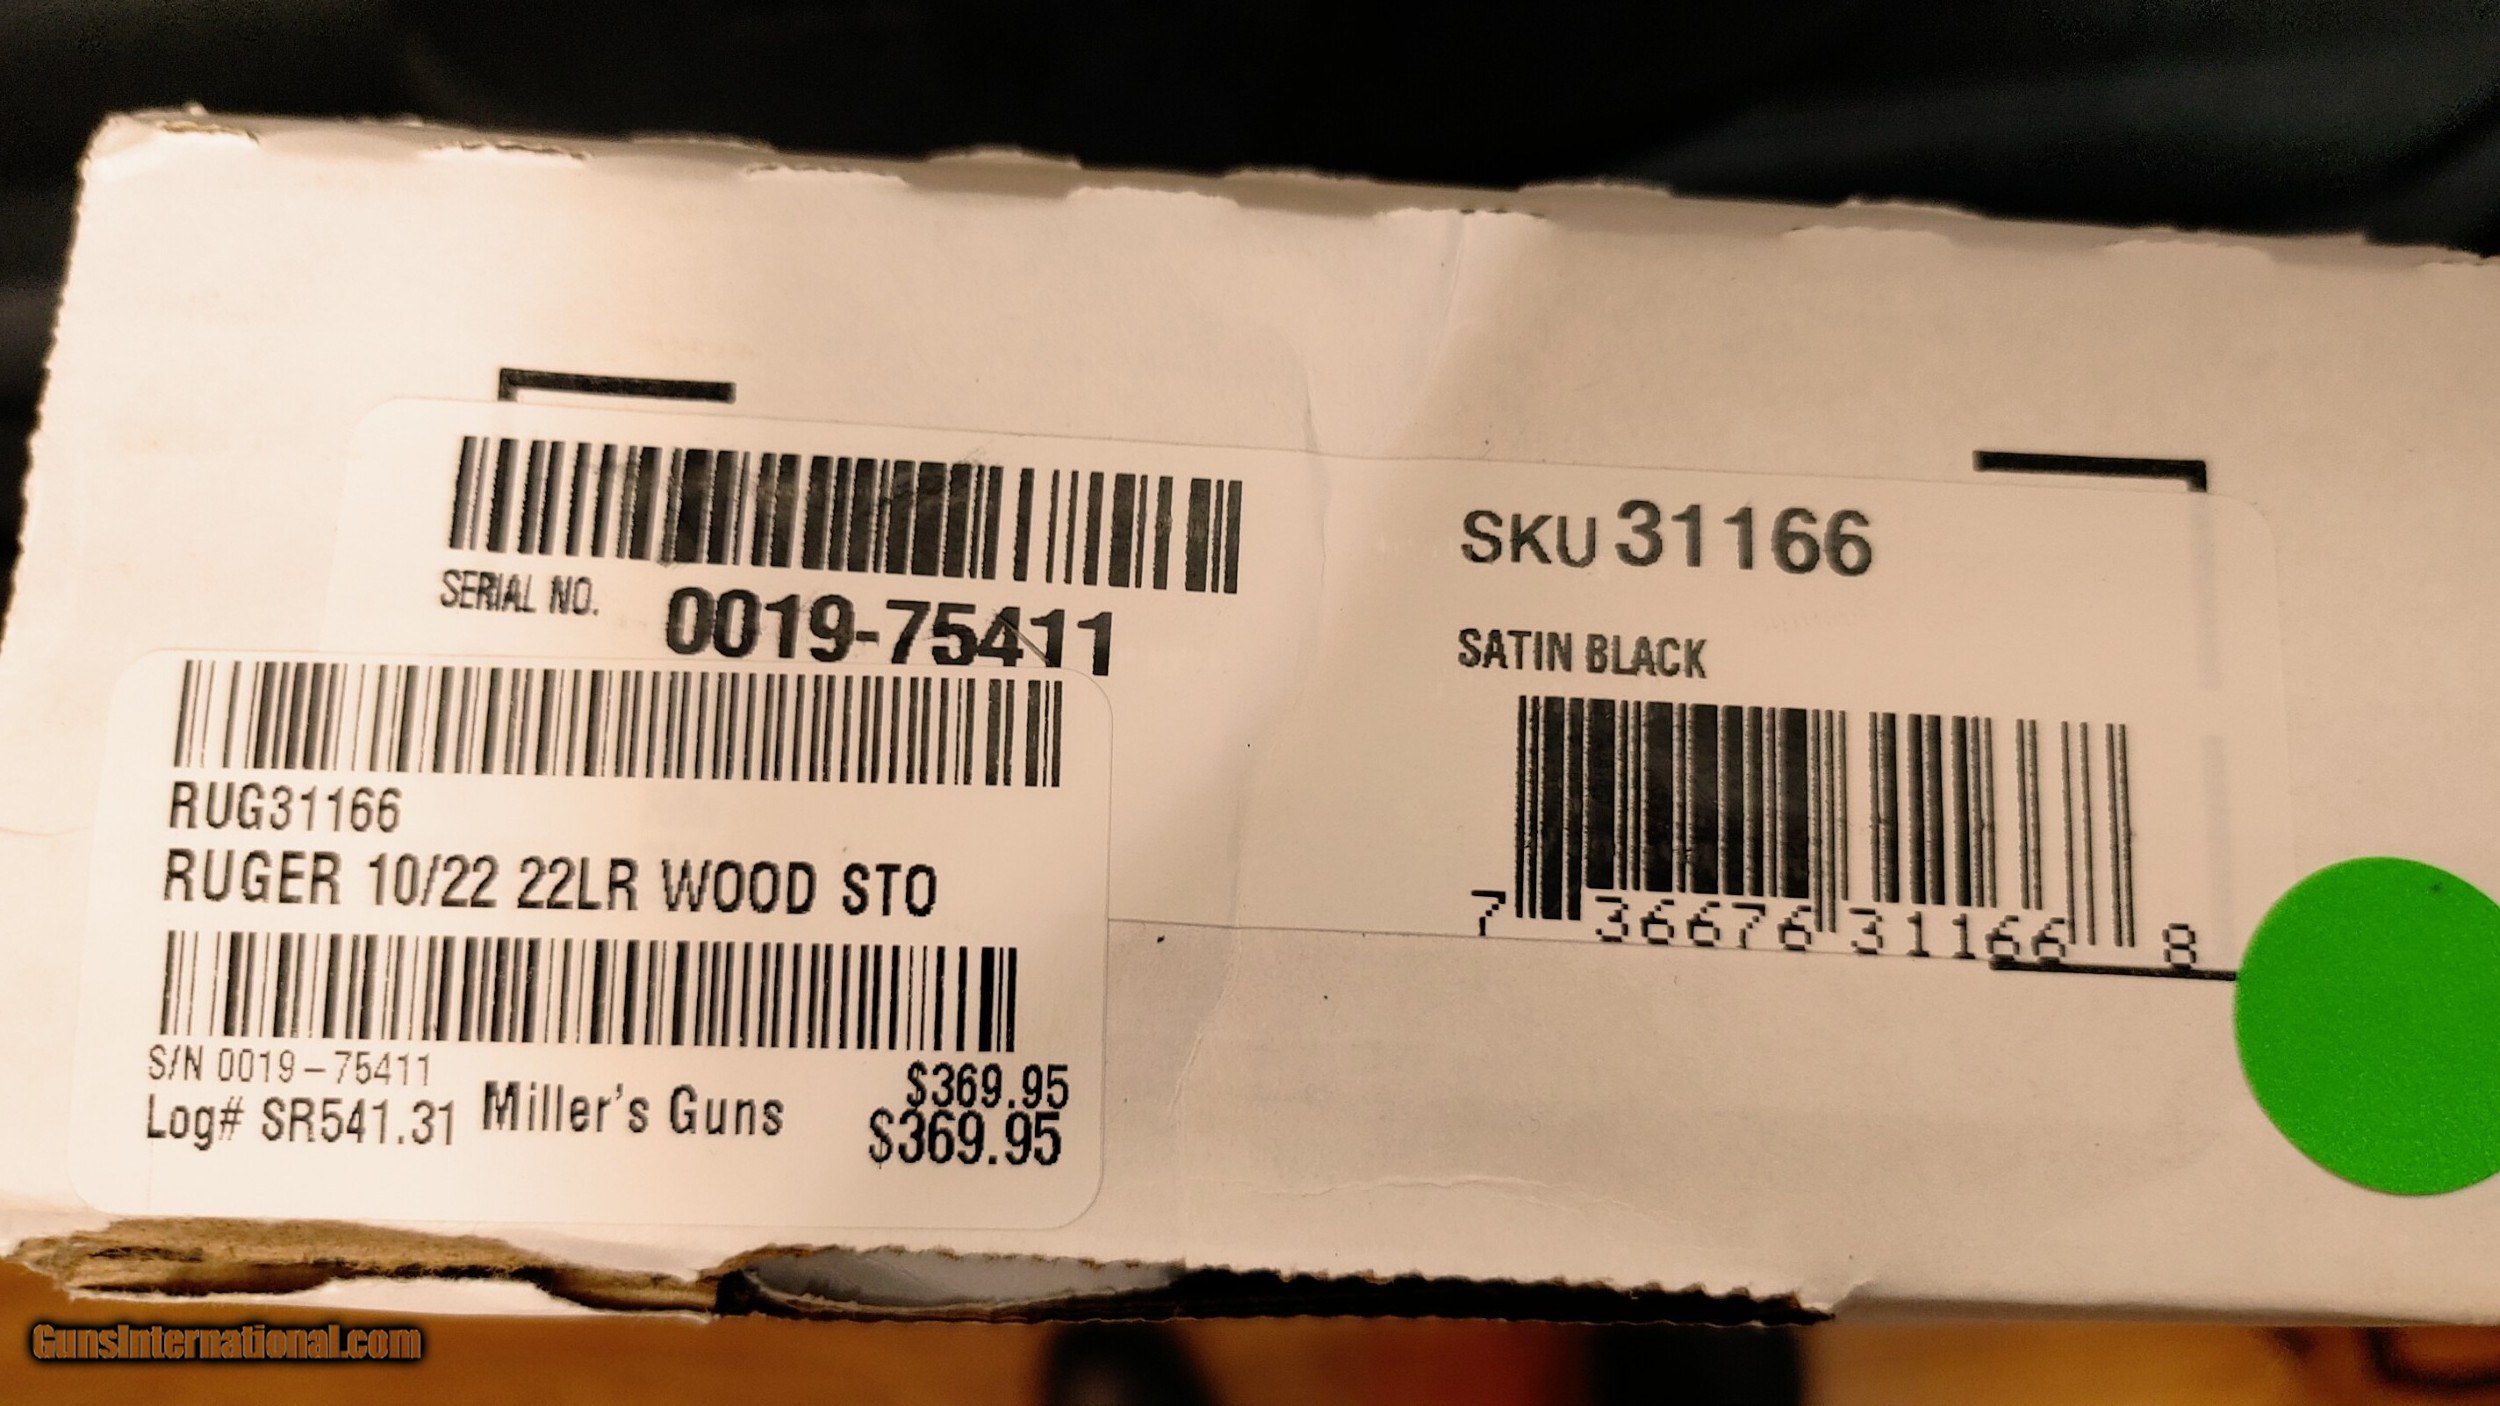 SERIAL NO. 0019-75411
SKU 31166
SATIN BLACK
7 36676 31166 8
RUG31166
RUGER 10/22 22LR WOOD STO
S/N 0019-75411
$369.95
Log# SR541.31 Miller's Guns $369.95
GunsInternational.com